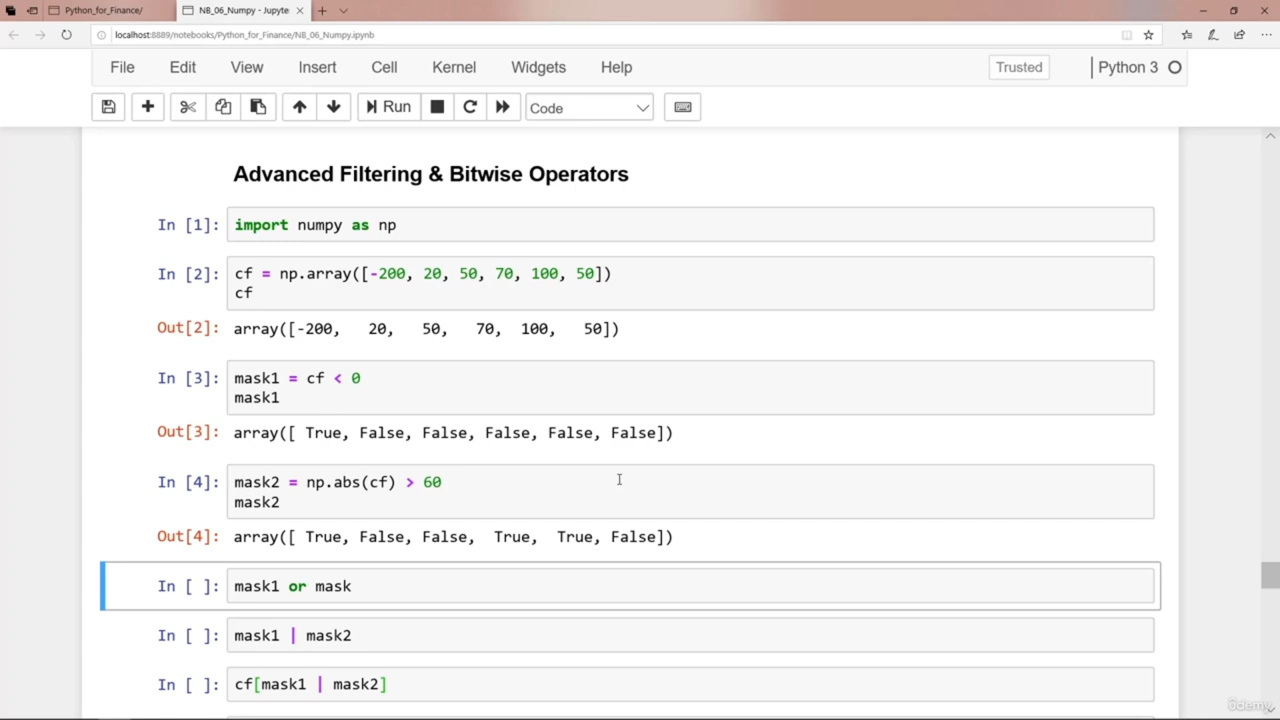 Python_for_Finance/
NB_06_Numpy - Jupyte
localhost:8889/notebooks/Python_for_Finance/NB_06_Numpy.ipynb
File Edit View Insert Cell Kernel Widgets Help Trusted Python 3
Run Code
Advanced Filtering & Bitwise Operators
In [1]: import numpy as np
In [2]: cf = np.array([-200, 20, 50, 70, 100, 50])
cf
Out[2]: array([-200,   20,   50,   70,  100,   50])
In [3]: mask1 = cf < 0
mask1
Out[3]: array([ True, False, False, False, False, False])
In [4]: mask2 = np.abs(cf) > 60
mask2
Out[4]: array([ True, False, False,  True,  True, False])
In [ ]: mask1 or mask
In [ ]: mask1 | mask2
In [ ]: cf[mask1 | mask2]
ûdemy